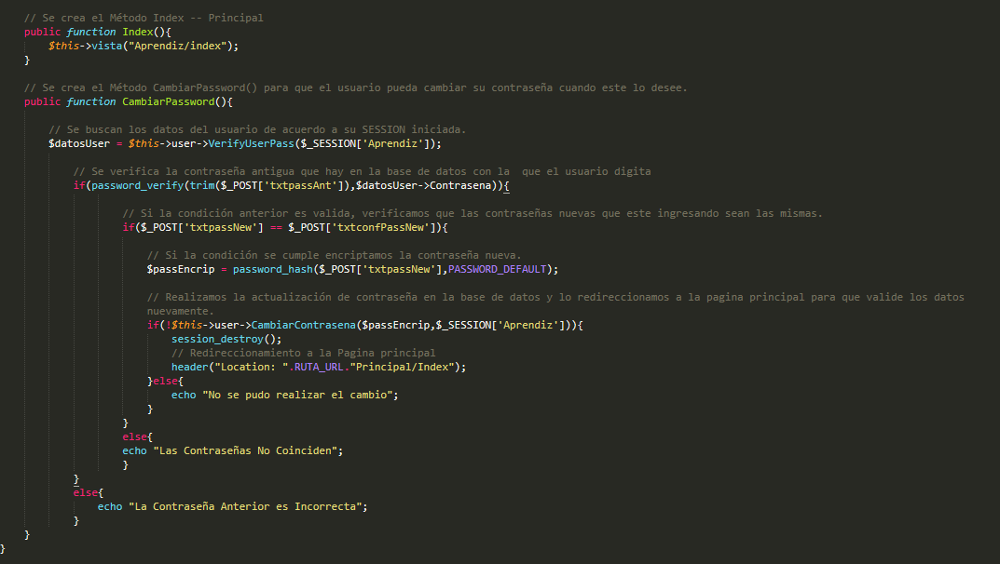 // Se crea el Método Index -- Principal
public function Index(){
$this->vista("Aprendiz/index");
}
// Se crea el Método CambiarPassword() para que el usuario pueda cambiar su contraseña cuando este lo desee.
public function CambiarPassword(){
// Se buscan los datos del usuario de acuerdo a su SESSION iniciada.
$datosUser = $this->user->VerifyUserPass($_SESSION['Aprendiz']);
// Se verifica la contraseña antigua que hay en la base de datos con la  que el usuario digita
if(password_verify(trim($_POST['txtpassAnt']),$datosUser->Contrasena)){
// Si la condición anterior es valida, verificamos que las contraseñas nuevas que este ingresando sean las mismas.
if($_POST['txtpassNew'] == $_POST['txtconfPassNew']){
// Si la condición se cumple encriptamos la contraseña nueva.
$passEncrip = password_hash($_POST['txtpassNew'],PASSWORD_DEFAULT);
// Realizamos la actualización de contraseña en la base de datos y lo redireccionamos a la pagina principal para que valide los datos
nuevamente.
if(!$this->user->CambiarContrasena($passEncrip,$_SESSION['Aprendiz'])){
session_destroy();
// Redireccionamiento a la Pagina principal
header("Location: ".RUTA_URL."Principal/Index");
}else{
echo "No se pudo realizar el cambio";
}
}
else{
echo "Las Contraseñas No Coinciden";
}
}
else{
echo "La Contraseña Anterior es Incorrecta";
}
}
}